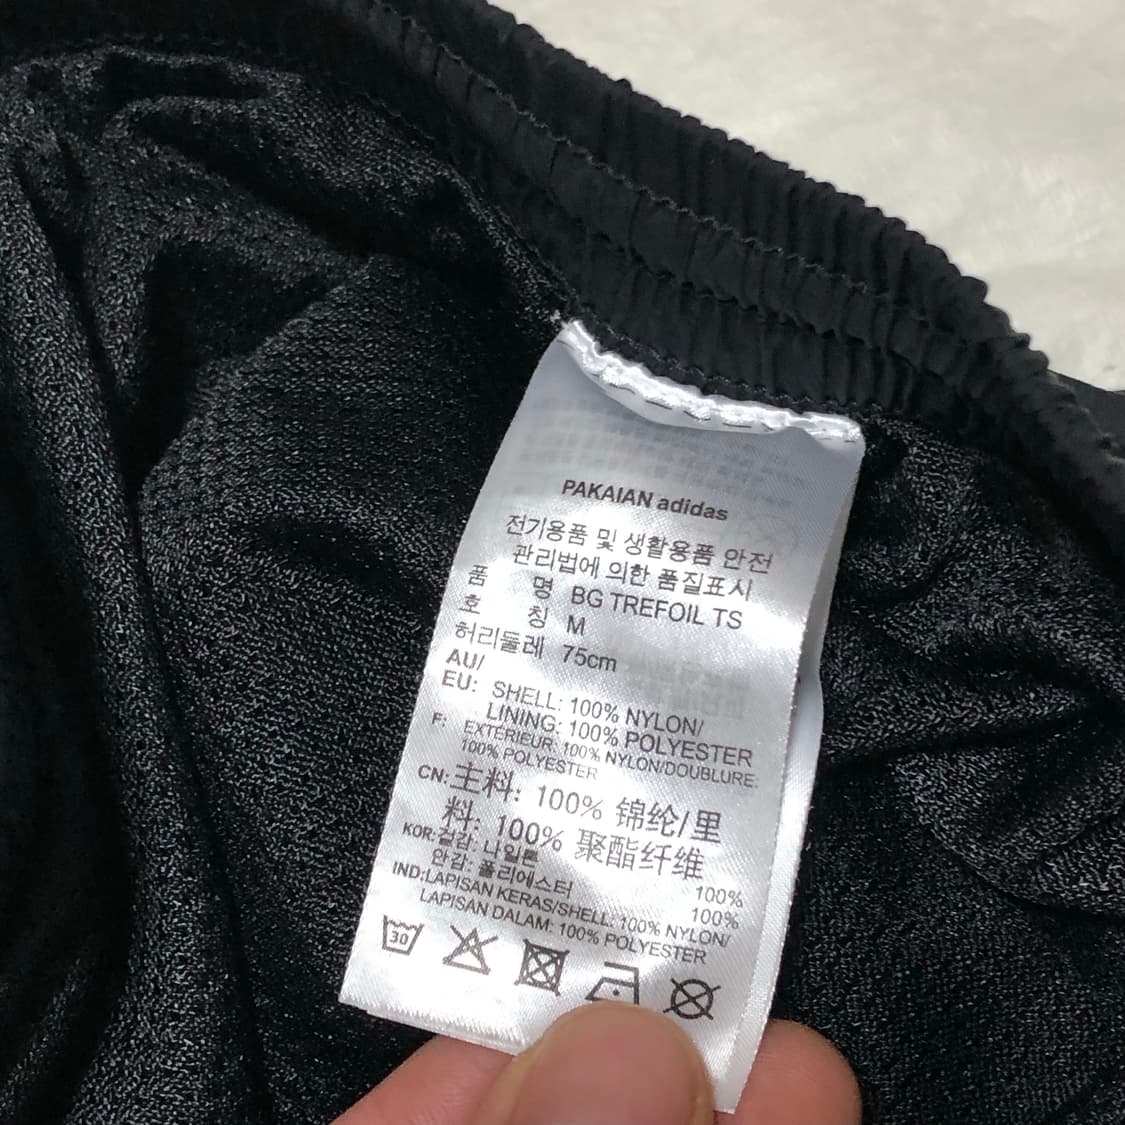 PAKAIAN adidas
전기용품 및 생활용품 안전
관리법에 의한 품질표시
품 명 BG TREFOIL TS
호 칭 M
허리둘레 75cm
AU/
EU: SHELL: 100% NYLON/
LINING: 100% POLYESTER
F: EXTÉRIEUR: 100% NYLON/DOUBLURE:
100% POLYESTER
CN: 主料: 100% 锦纶/里
料: 100% 聚酯纤维
KOR: 겉감: 나일론 100%
안감: 폴리에스터 100%
IND: LAPISAN KERAS/SHELL: 100% NYLON/
LAPISAN DALAM: 100% POLYESTER
30